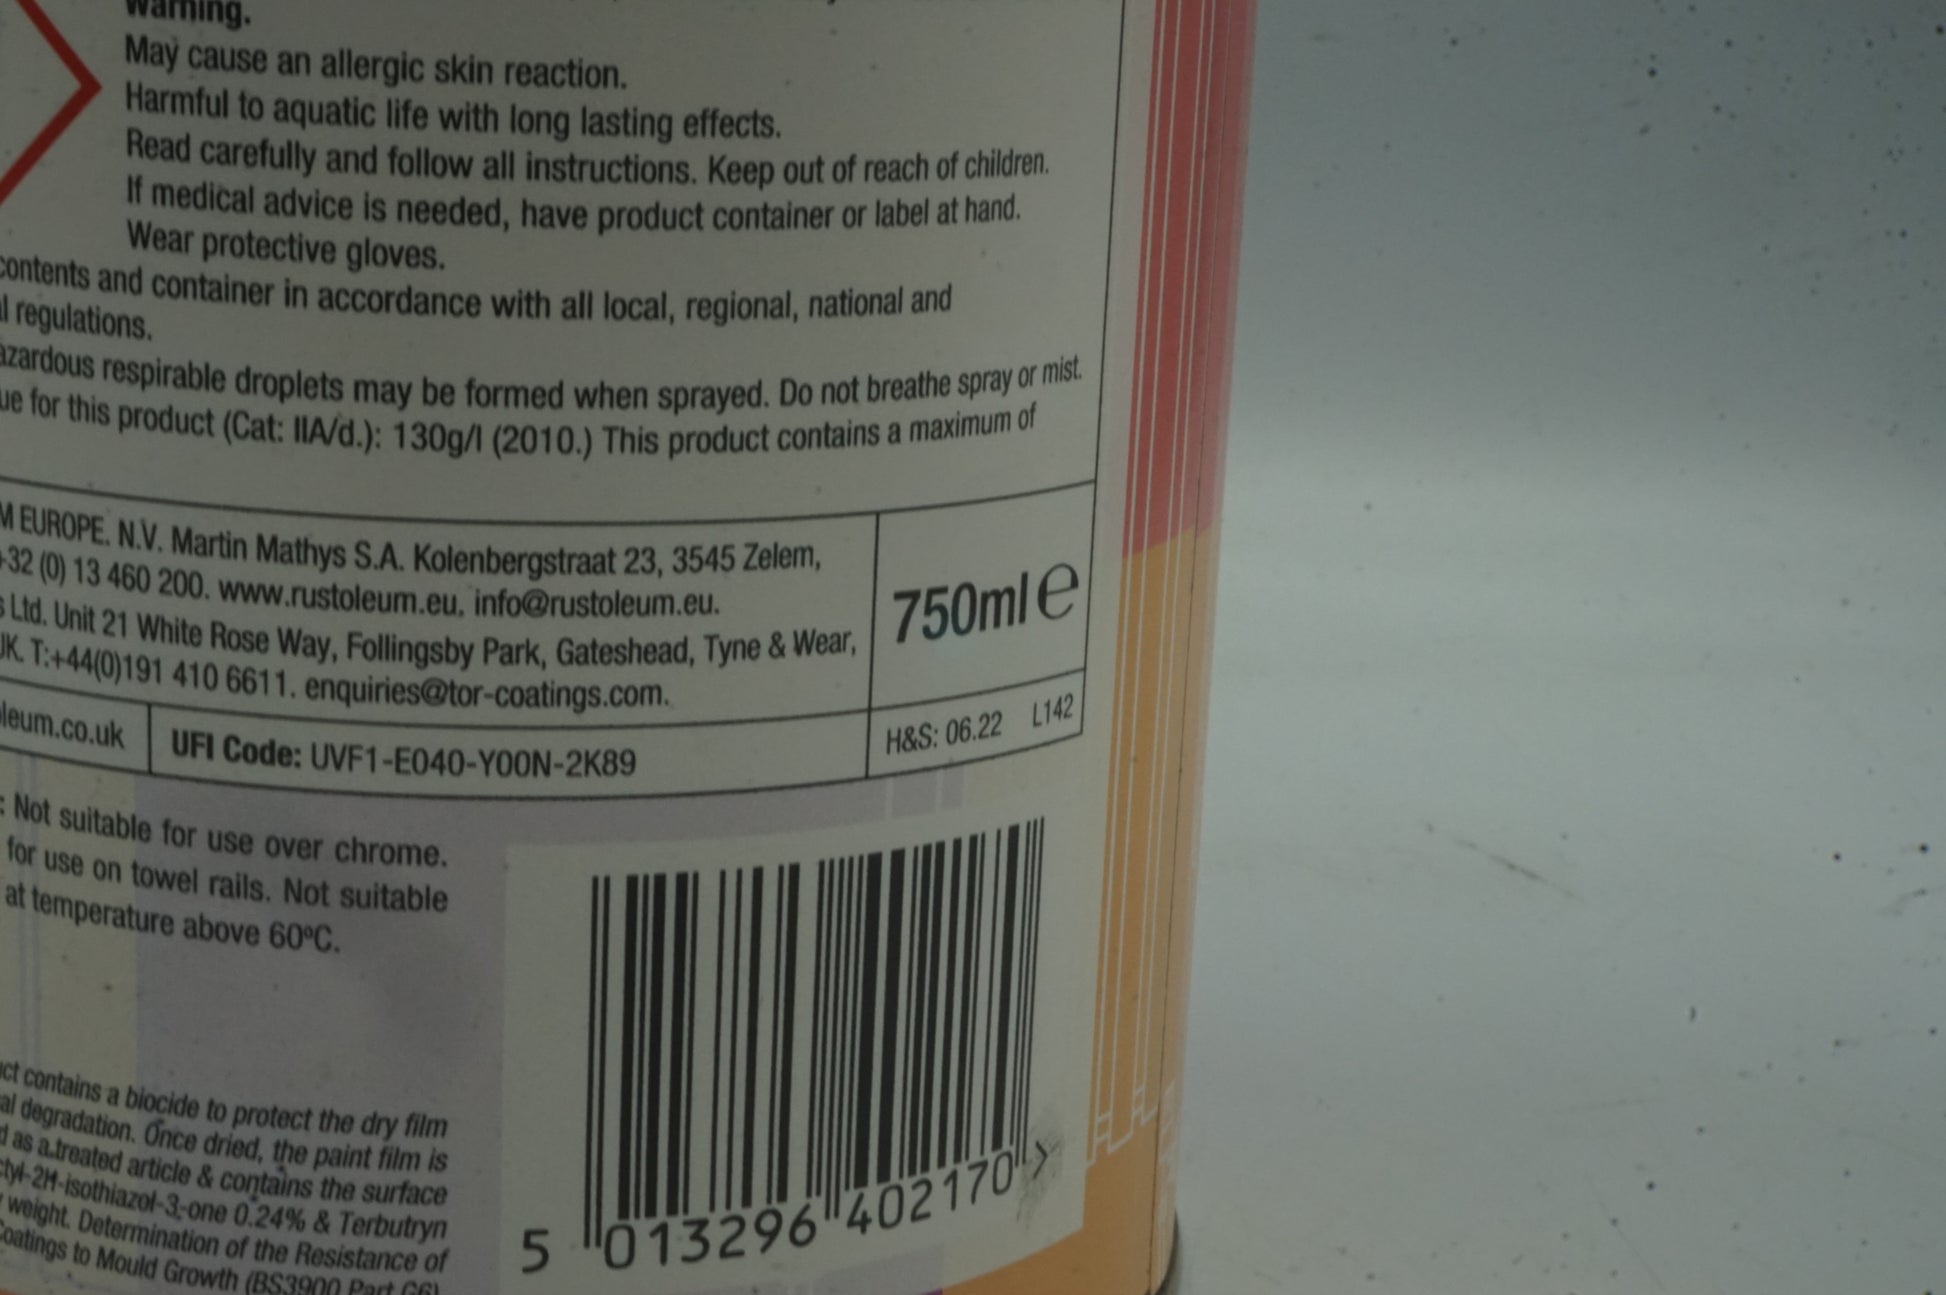 Warning.
May cause an allergic skin reaction.
Harmful to aquatic life with long lasting effects.
Read carefully and follow all instructions. Keep out of reach of children.
If medical advice is needed, have product container or label at hand.
Wear protective gloves.
contents and container in accordance with all local, regional, national and
l regulations.
azardous respirable droplets may be formed when sprayed. Do not breathe spray or mist.
ue for this product (Cat: IIA/d.): 130g/l (2010.) This product contains a maximum of
M EUROPE. N.V. Martin Mathys S.A. Kolenbergstraat 23, 3545 Zelem,
+32 (0) 13 460 200. www.rustoleum.eu. info@rustoleum.eu.
s Ltd. Unit 21 White Rose Way, Follingsby Park, Gateshead, Tyne & Wear,
UK. T:+44(0)191 410 6611. enquiries@tor-coatings.com.
750ml e
leum.co.uk
UFI Code: UVF1-E040-Y00N-2K89
H&S: 06.22 L142
: Not suitable for use over chrome.
for use on towel rails. Not suitable
at temperature above 60ºC.
uct contains a biocide to protect the dry film
al degradation. Once dried, the paint film is
d as a treated article & contains the surface
ctyl-2H-isothiazol-3-one 0.24% & Terbutryn
weight. Determination of the Resistance of
Coatings to Mould Growth (BS3900 Part G6)
5 013296 402170 >